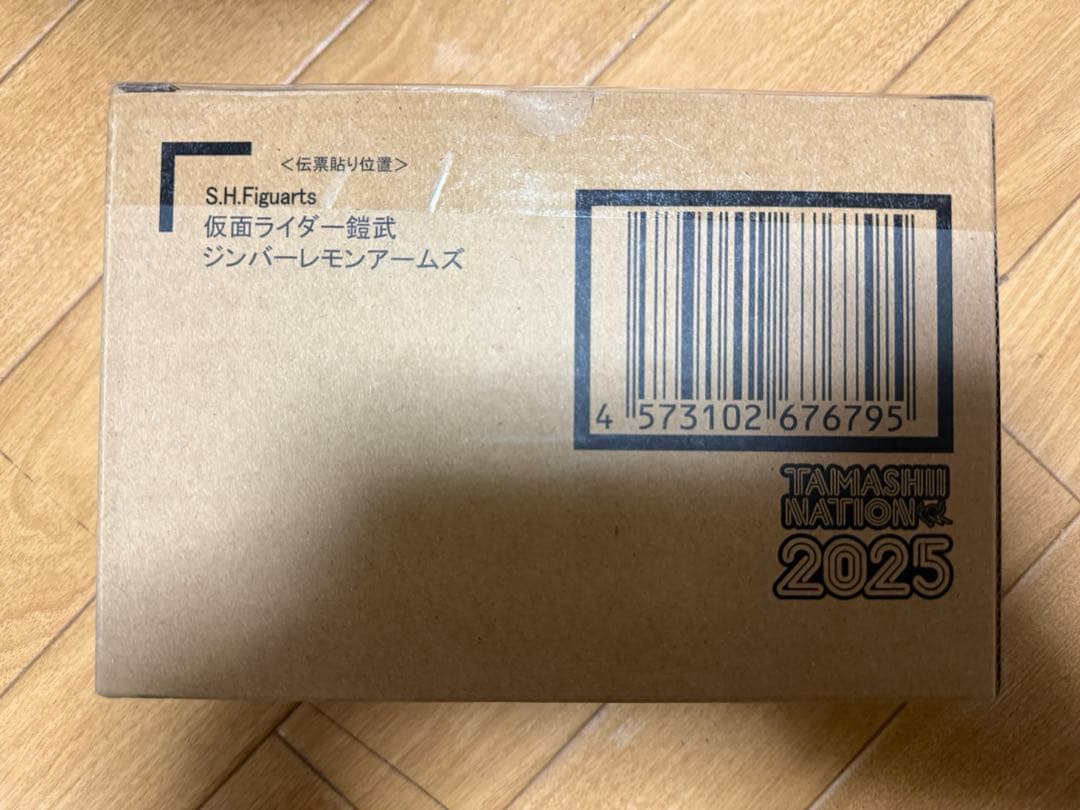 ＜伝票貼り位置＞
S.H.Figuarts
仮面ライダー鎧武
ジンバーレモンアームズ
4 573102 676795
TAMASHII
NATION
2025